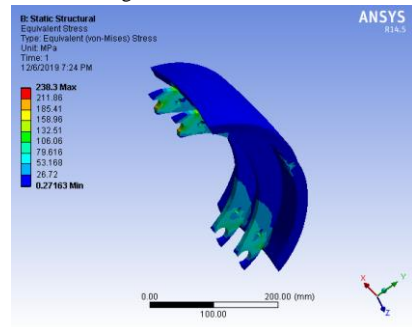 B: Static Structural
Equivalent Stress
Type: Equivalent (von-Mises) Stress
Unit: MPa
Time: 1
12/6/2019 7:24 PM
238.3 Max
211.86
185.41
158.96
132.51
106.06
79.616
53.168
26.72
0.27163 Min
ANSYS
R14.5
0.00
200.00 (mm)
100.00
X
Y
Z